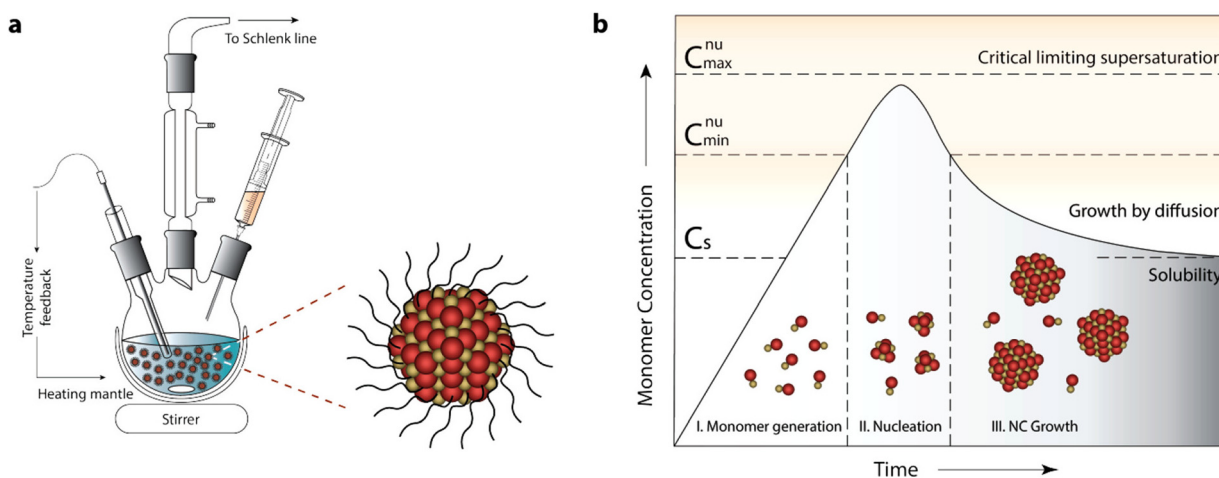 a
To Schlenk line
Temperature
feedback
Heating mantle
Stirrer
b
C nu max
Critical limiting supersaturation
C nu min
Growth by diffusion
Cs
Solubility
Monomer Concentration
I. Monomer generation
II. Nucleation
III. NC Growth
Time